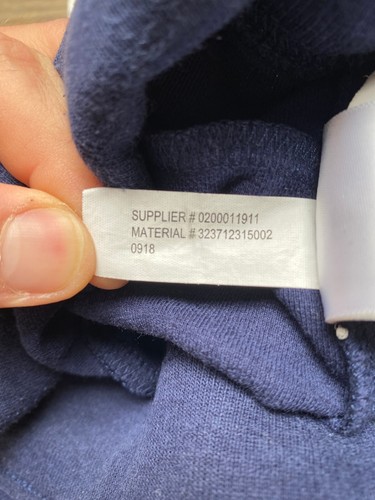 SUPPLIER # 0200011911
MATERIAL # 323712315002
0918